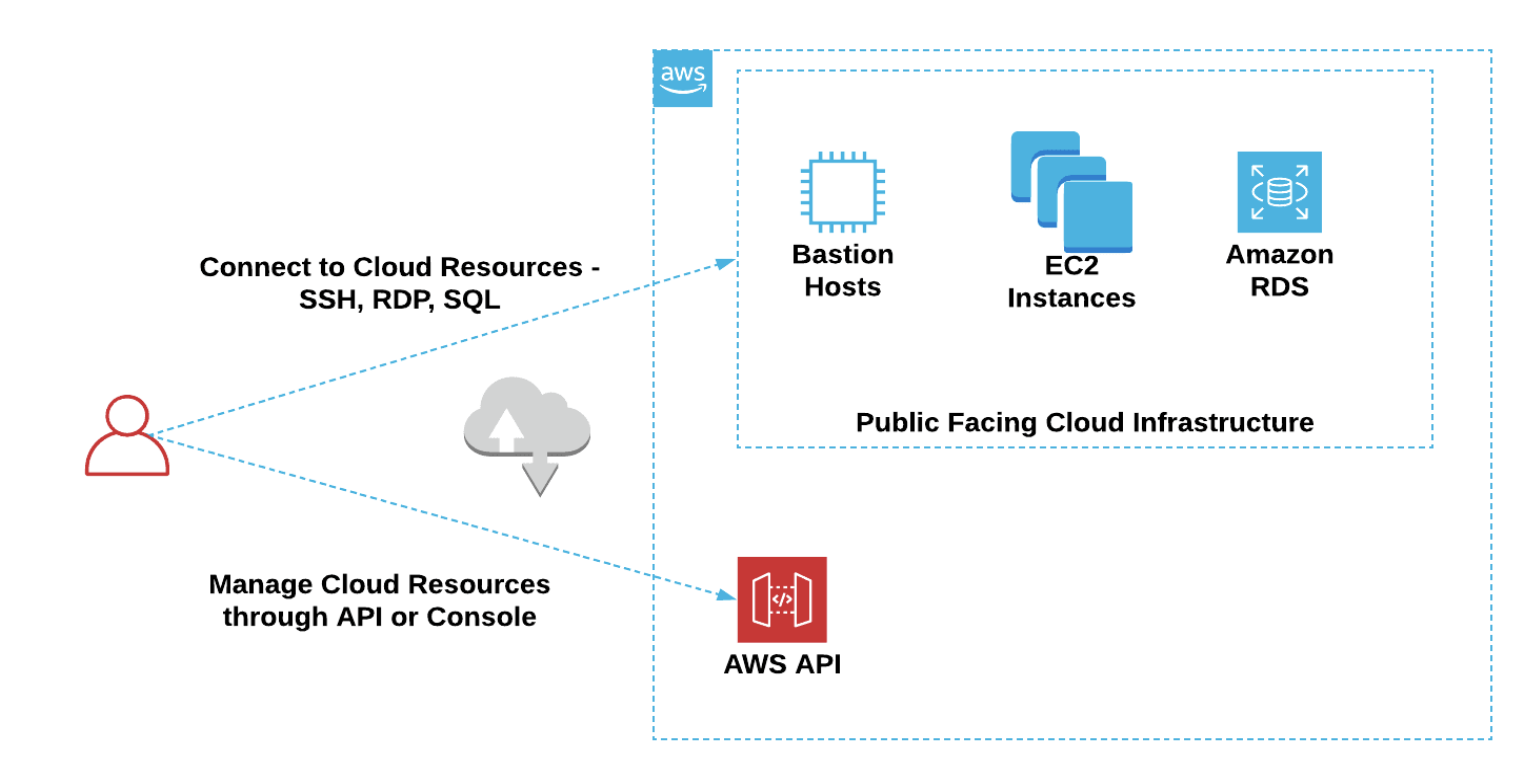 aws
Bastion
Hosts
EC2
Instances
Amazon
RDS
Connect to Cloud Resources -
SSH, RDP, SQL
Public Facing Cloud Infrastructure
</>
Manage Cloud Resources
through API or Console
AWS API